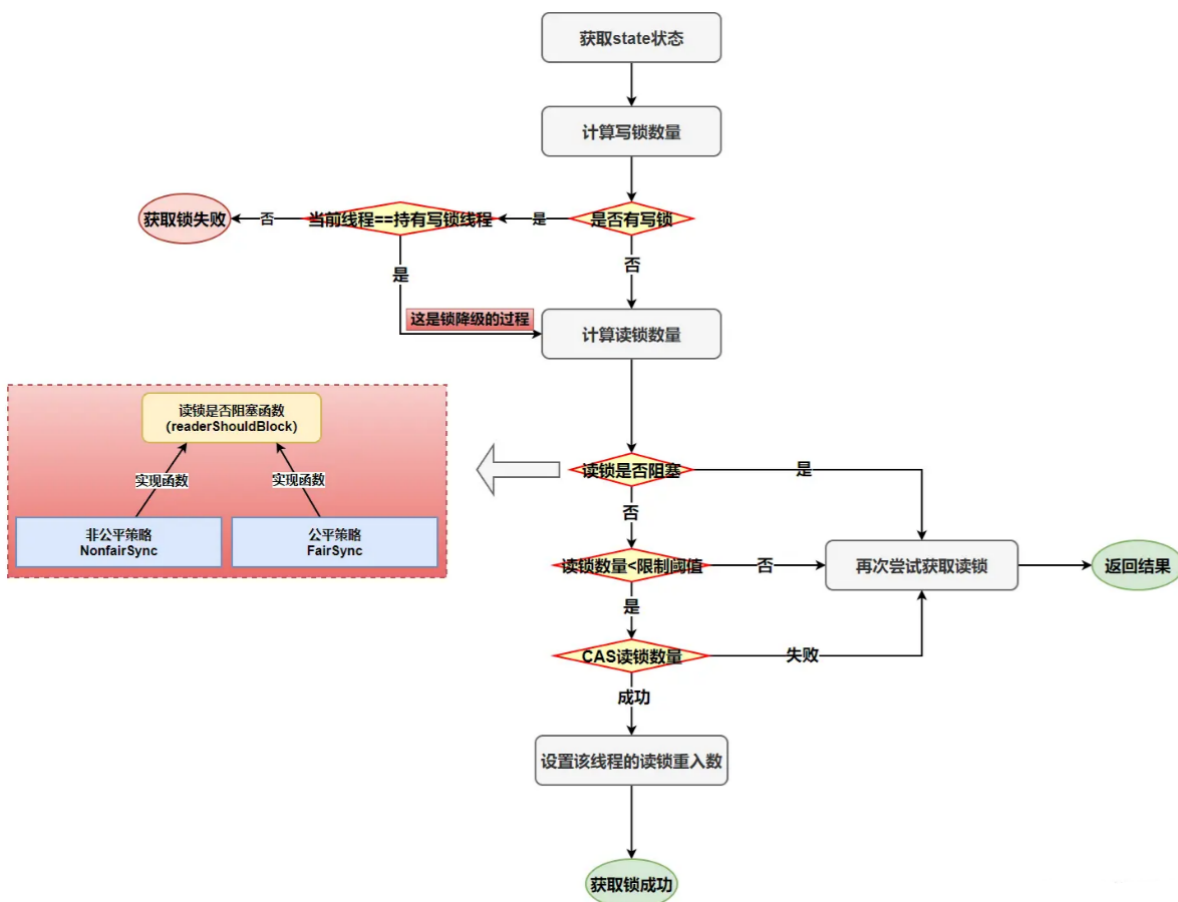 获取state状态
计算写锁数量
获取锁失败
否
当前线程==持有写锁线程
是
是否有写锁
是
否
这是锁降级的过程
计算读锁数量
读锁是否阻塞函数
(readerShouldBlock)
实现函数
实现函数
非公平策略
NonfairSync
公平策略
FairSync
读锁是否阻塞
是
否
读锁数量<限制阈值
否
再次尝试获取读锁
返回结果
是
CAS读锁数量
失败
成功
设置该线程的读锁重入数
获取锁成功